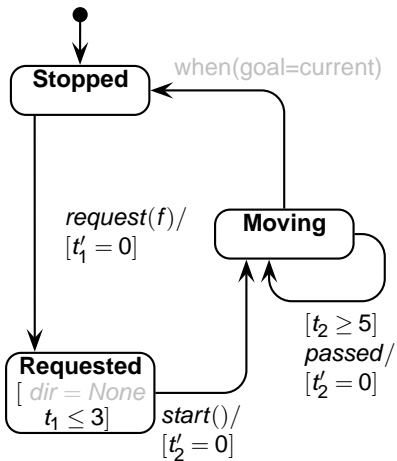 Stopped
when(goal=current)
request(f)/
[t′₁ = 0]
Moving
[t₂ ≥ 5]
passed/
[t′₂ = 0]
Requested
[ dir = None
t₁ ≤ 3]
start()/
[t′₂ = 0]